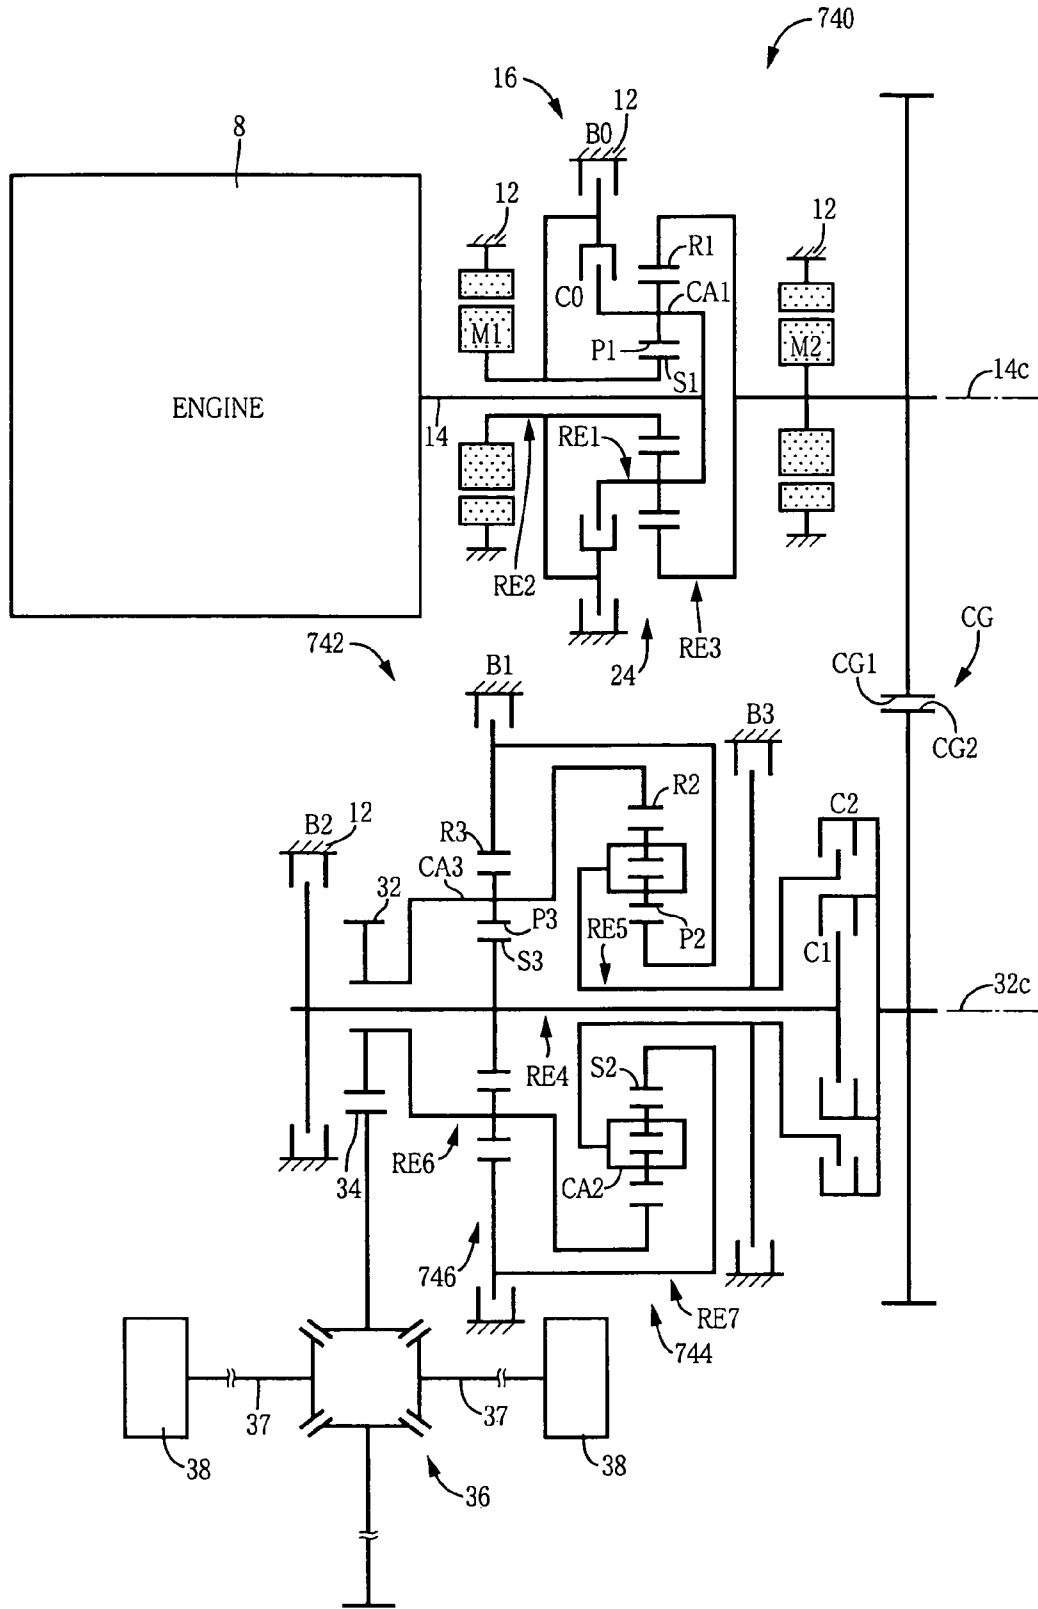 740
16
12
B0
8
12
12
R1
C0
CA1
M1
P1
M2
S1
14c
ENGINE
14
RE1
RE2
RE3
24
CG
742
B1
CG1
B3
CG2
R2
C2
B2
12
R3
CA3
32
P3
RE5
P2
S3
C1
32c
RE4
S2
RE6
34
CA2
746
RE7
744
37
37
38
38
36